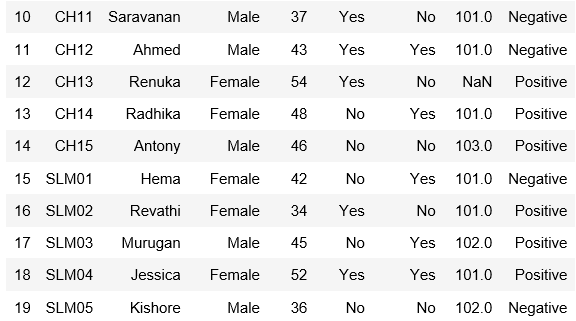 10 CH11 Saravanan Male 37 Yes No 101.0 Negative
11 CH12 Ahmed Male 43 Yes Yes 101.0 Negative
12 CH13 Renuka Female 54 Yes No NaN Positive
13 CH14 Radhika Female 48 No Yes 101.0 Positive
14 CH15 Antony Male 46 No No 103.0 Positive
15 SLM01 Hema Female 42 No Yes 101.0 Negative
16 SLM02 Revathi Female 34 Yes No 101.0 Positive
17 SLM03 Murugan Male 45 No Yes 102.0 Positive
18 SLM04 Jessica Female 52 Yes Yes 101.0 Positive
19 SLM05 Kishore Male 36 No No 102.0 Negative